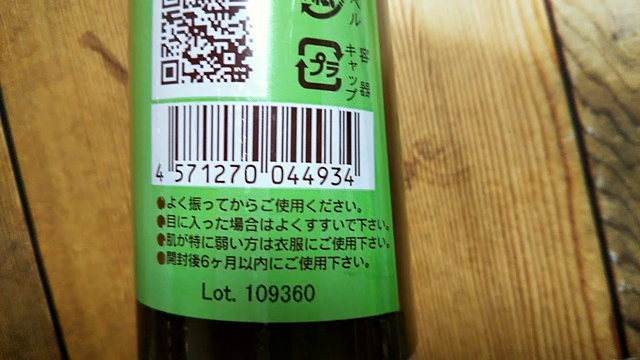 ベル
プラ
容器
キャップ
4 571270 044934
●よく振ってからご使用ください。
●目に入った場合はよくすすいで下さい。
●肌が特に弱い方は衣服にご使用下さい。
●開封後6ヶ月以内にご使用下さい。
Lot. 109360